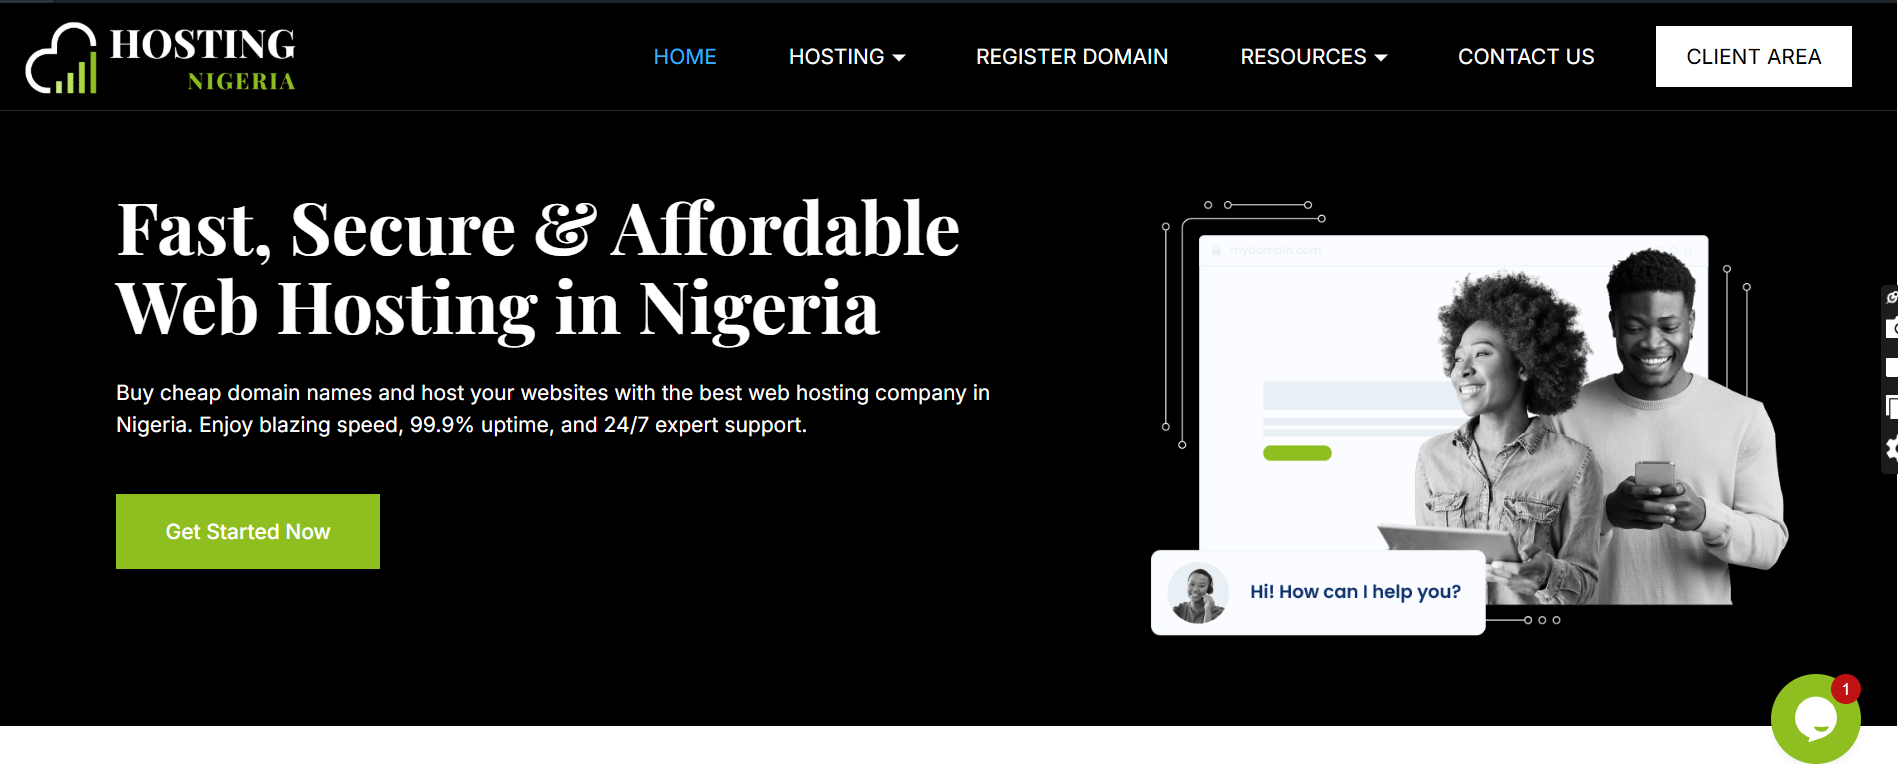 HOSTING
NIGERIA
HOME
HOSTING
REGISTER DOMAIN
RESOURCES
CONTACT US
CLIENT AREA
Fast, Secure & Affordable
Web Hosting in Nigeria
Buy cheap domain names and host your websites with the best web hosting company in
Nigeria. Enjoy blazing speed, 99.9% uptime, and 24/7 expert support.
Get Started Now
mydomain.com
Hi! How can I help you?
1